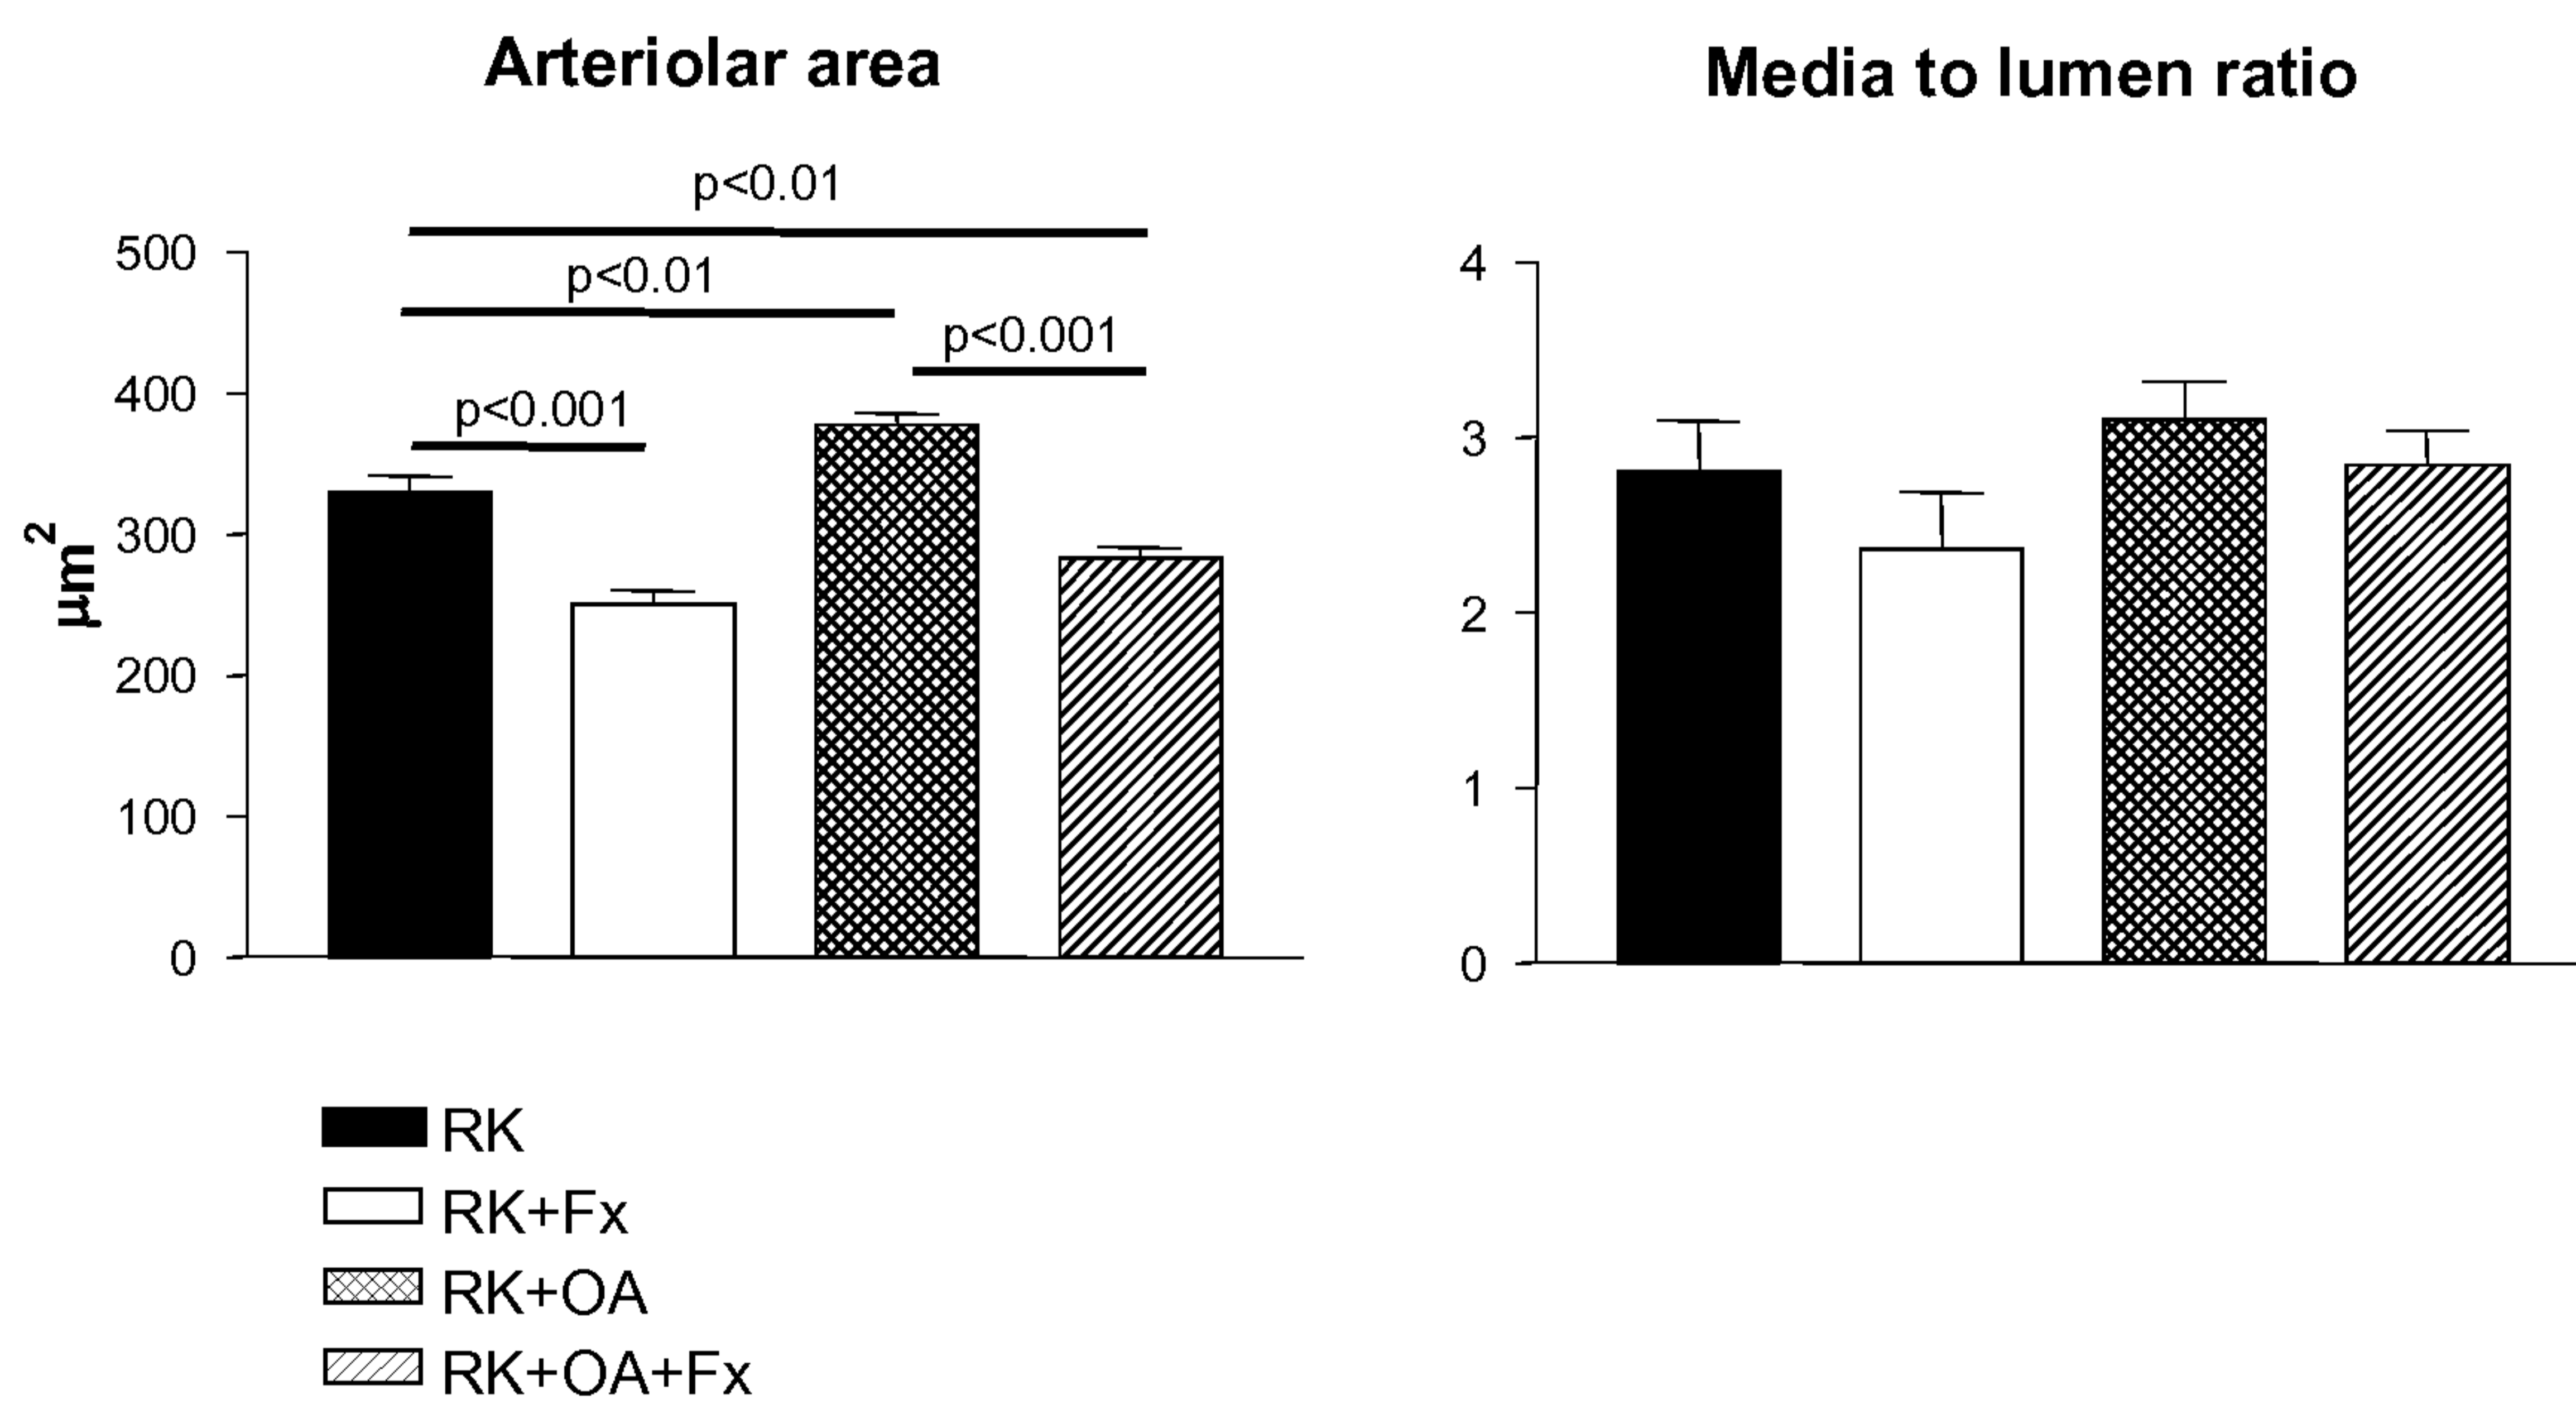 Arteriolar area
p<0.01
p<0.01
p<0.001
p<0.001
500
400
300
200
100
0
µm²
Media to lumen ratio
4
3
2
1
0
RK
RK+Fx
RK+OA
RK+OA+Fx